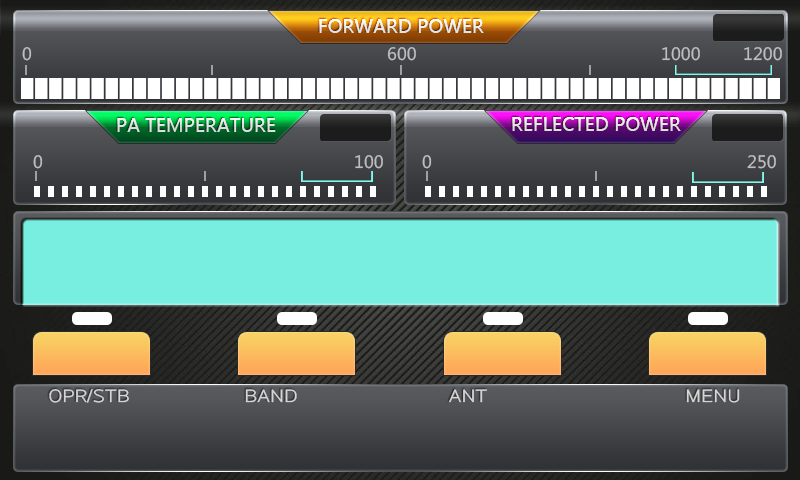 FORWARD POWER
0 600 1000 1200
PA TEMPERATURE
0 100
REFLECTED POWER
0 250
OPR/STB BAND ANT MENU